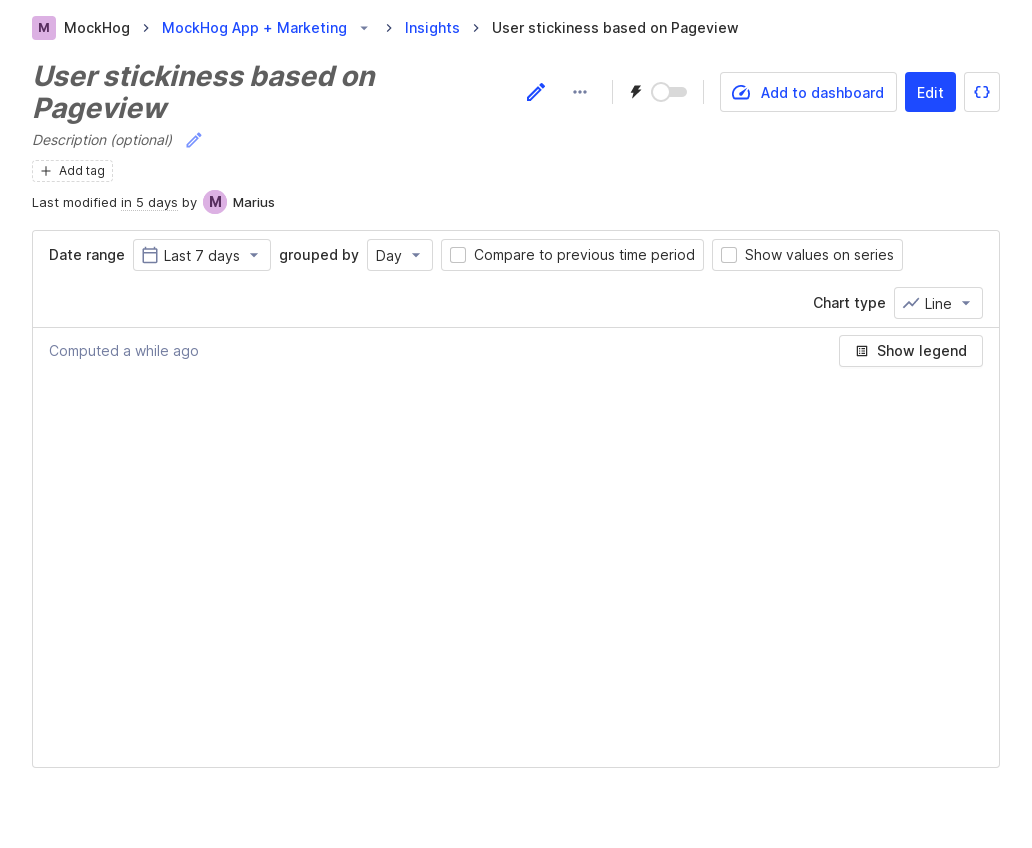 M MockHog MockHog App + Marketing Insights User stickiness based on Pageview
User stickiness based on
Pageview
Add to dashboard Edit
Description (optional)
Add tag
Last modified in 5 days by M Marius
Date range Last 7 days grouped by Day Compare to previous time period Show values on series
Chart type Line
Computed a while ago Show legend